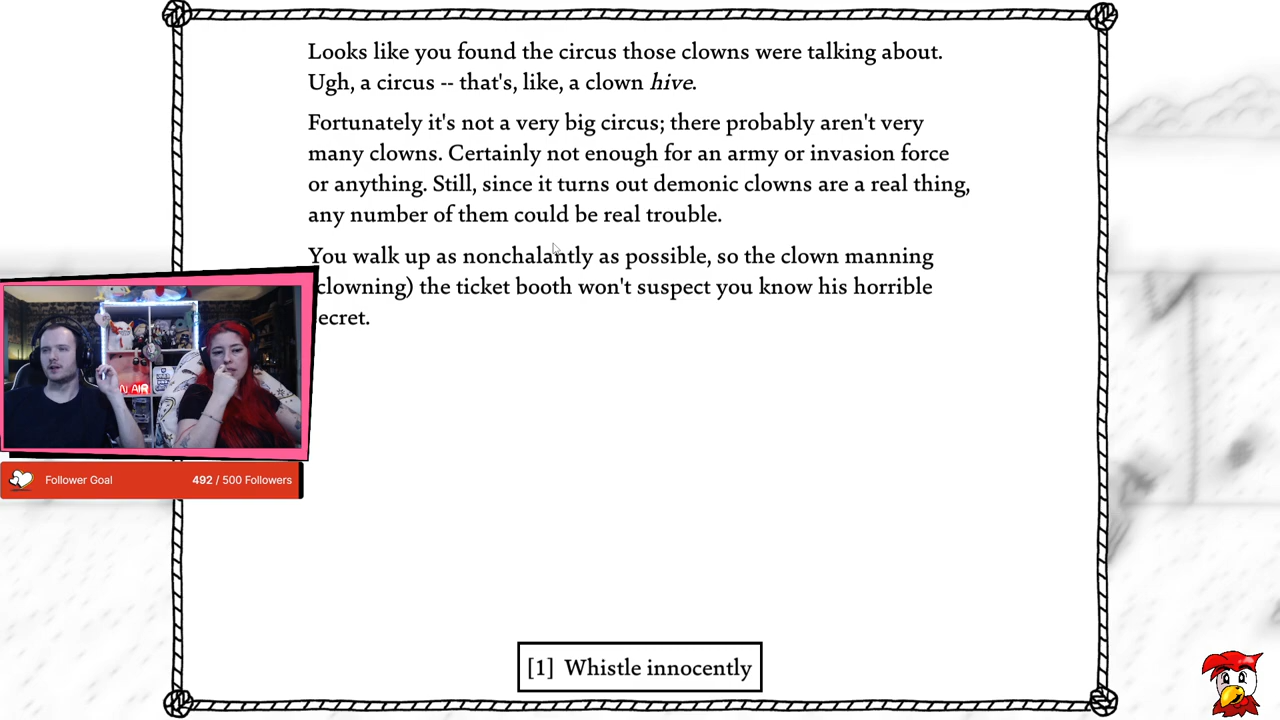 Looks like you found the circus those clowns were talking about.
Ugh, a circus -- that's, like, a clown hive.
Fortunately it's not a very big circus; there probably aren't very
many clowns. Certainly not enough for an army or invasion force
or anything. Still, since it turns out demonic clowns are a real thing,
any number of them could be real trouble.
You walk up as nonchalantly as possible, so the clown manning
clowning) the ticket booth won't suspect you know his horrible
ecret.
N AIR
Follower Goal 492 / 500 Followers
[1] Whistle innocently